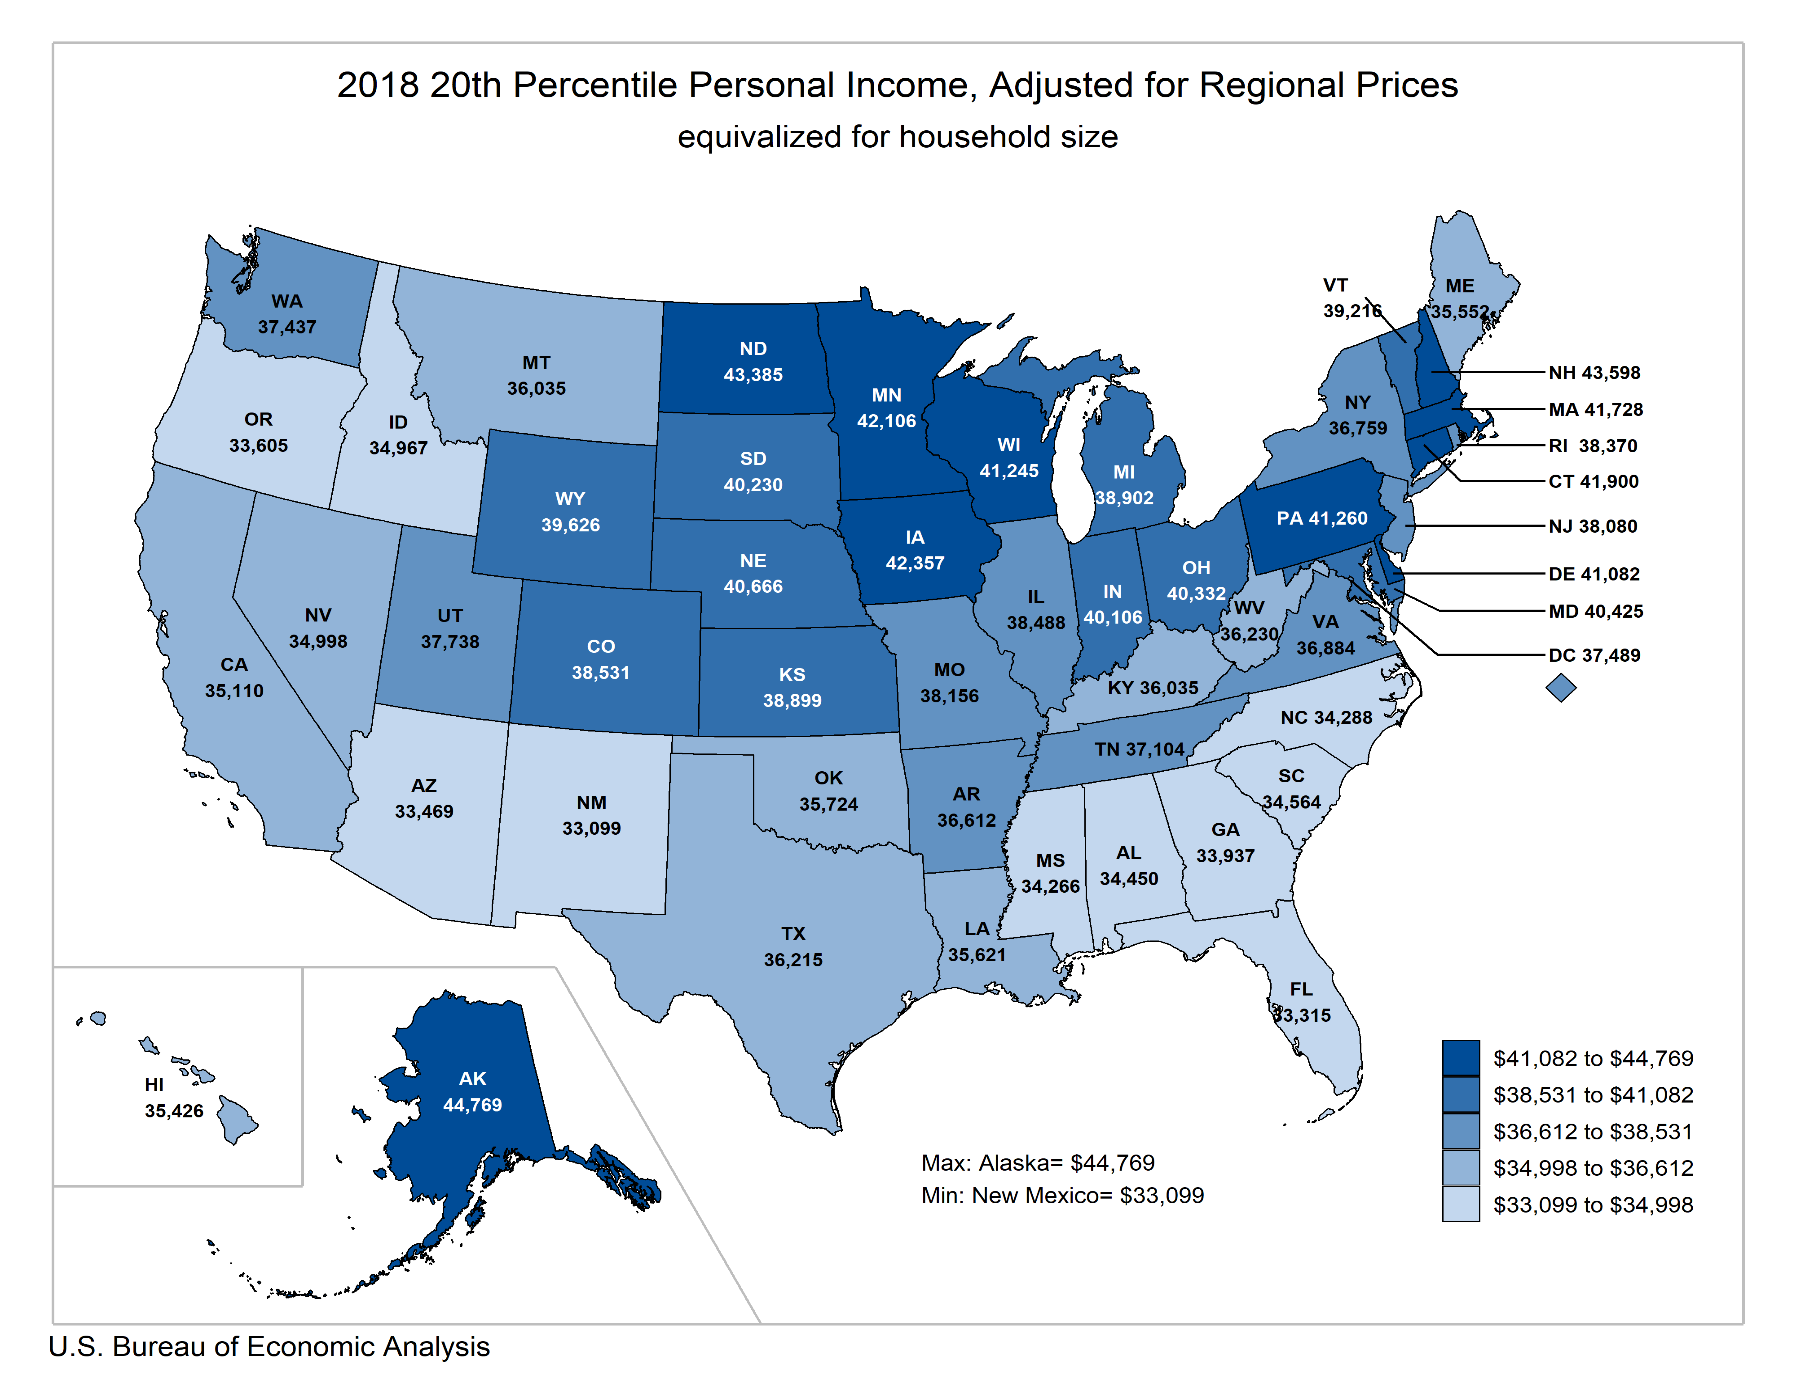 2018 20th Percentile Personal Income, Adjusted for Regional Prices
equivalized for household size
WA
37,437
OR
33,605
ID
34,967
MT
36,035
ND
43,385
MN
42,106
WI
41,245
MI
38,902
VT
39,216
ME
35,552
NY
36,759
NH 43,598
MA 41,728
RI 38,370
CT 41,900
NJ 38,080
DE 41,082
MD 40,425
DC 37,489
SD
40,230
WY
39,626
NE
40,666
IA
42,357
PA 41,260
NV
34,998
UT
37,738
CA
35,110
CO
38,531
KS
38,899
MO
38,156
IL
38,488
IN
40,106
OH
40,332
WV
36,230
VA
36,884
KY 36,035
NC 34,288
TN 37,104
AZ
33,469
NM
33,099
OK
35,724
AR
36,612
SC
34,564
GA
33,937
AL
34,450
MS
34,266
LA
35,621
TX
36,215
FL
33,315
HI
35,426
AK
44,769
Max: Alaska= $44,769
Min: New Mexico= $33,099
$41,082 to $44,769
$38,531 to $41,082
$36,612 to $38,531
$34,998 to $36,612
$33,099 to $34,998
U.S. Bureau of Economic Analysis